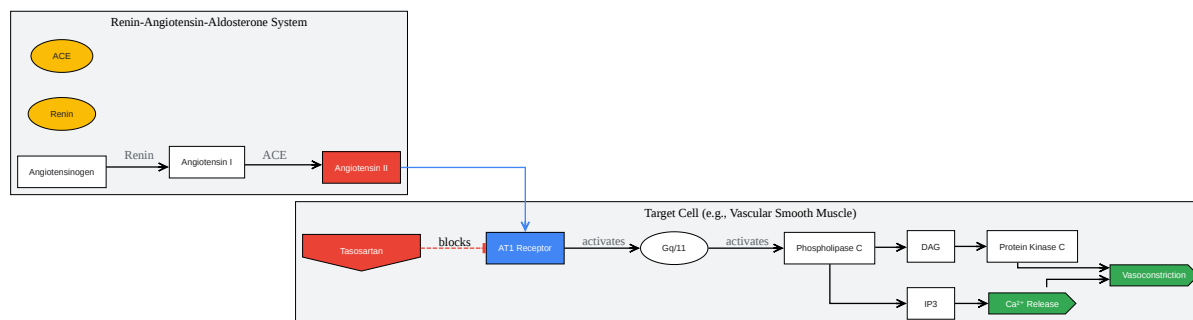 Renin-Angiotensin-Aldosterone System
ACE
Renin
Angiotensinogen
Renin
Angiotensin I
ACE
Angiotensin II
Target Cell (e.g., Vascular Smooth Muscle)
Tasosartan
blocks
AT1 Receptor
activates
Gq/11
activates
Phospholipase C
DAG
Protein Kinase C
Vasoconstriction
IP3
Ca²⁺ Release